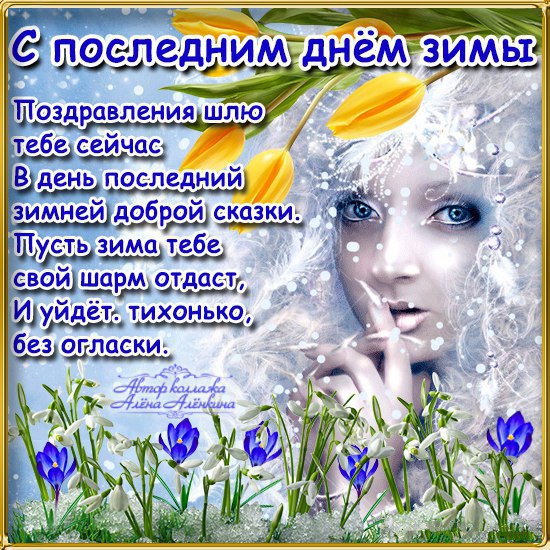 С последним днём зимы
Поздравления шлю
тебе сейчас
В день последний
зимней доброй сказки.
Пусть зима тебе
свой шарм отдаст,
И уйдёт. тихонько,
без огласки.
Автор коллажа
Алёна Алёнкина